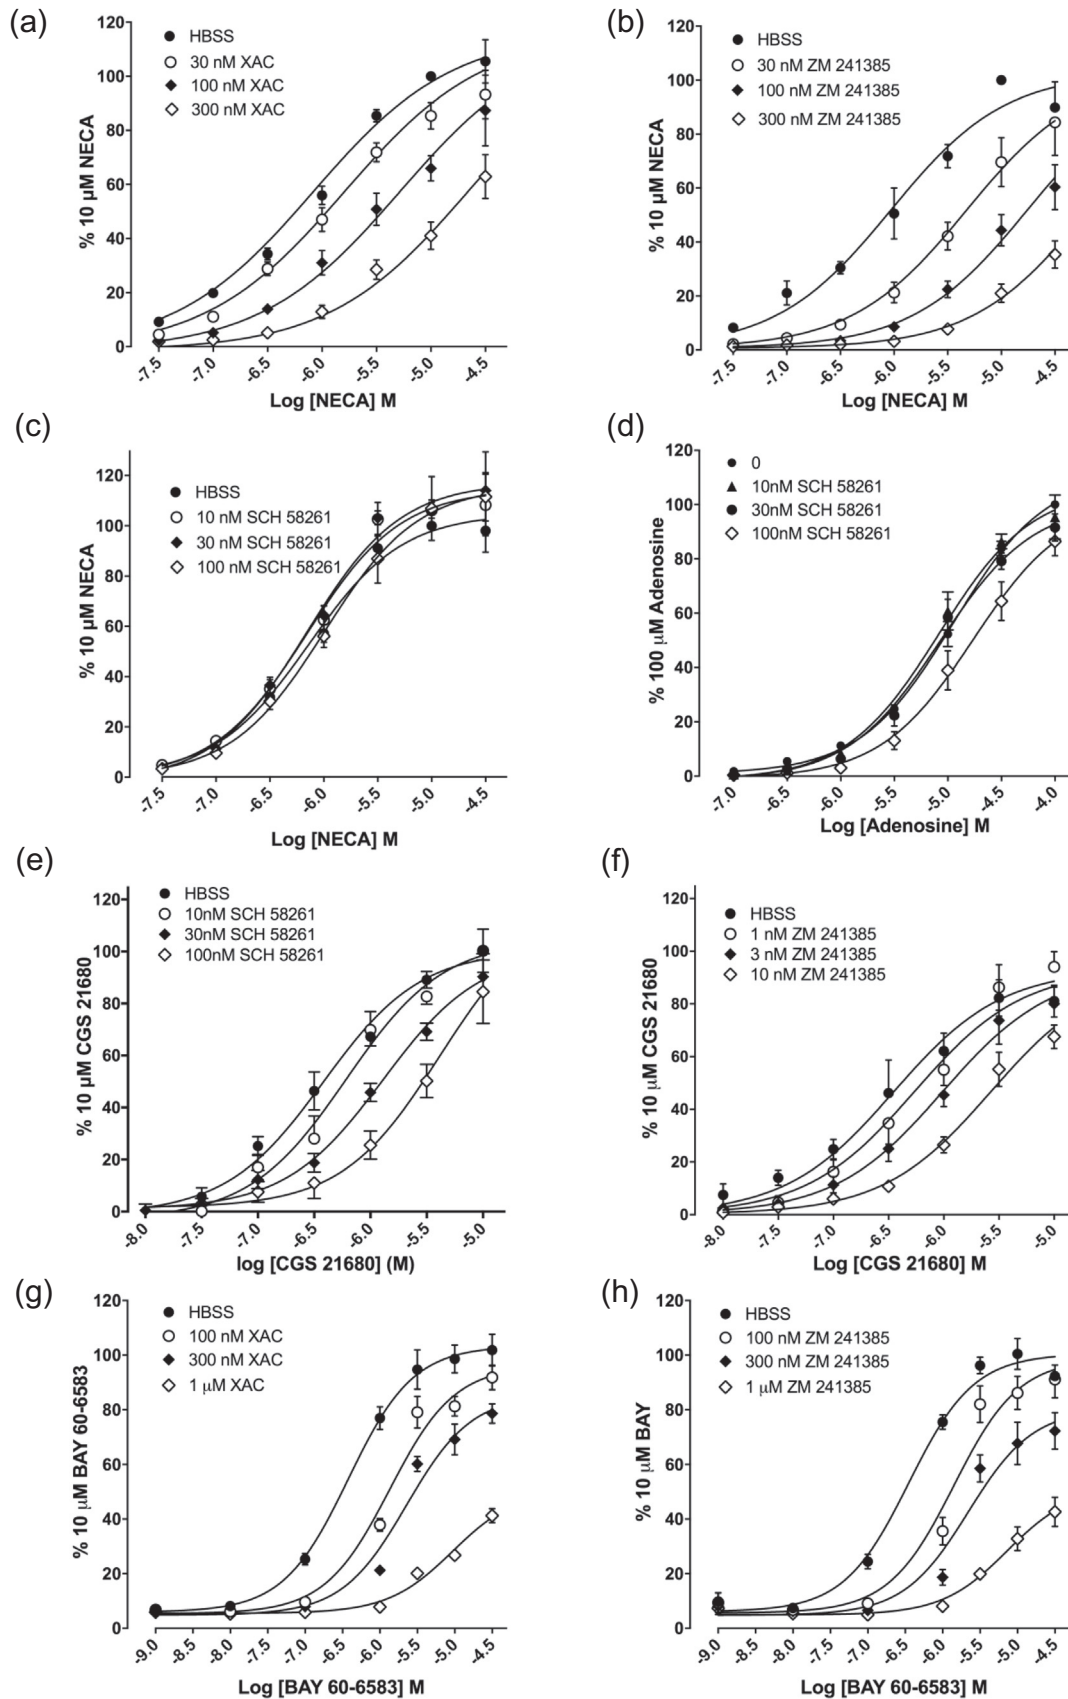 (a)
HBSS
30 nM XAC
100 nM XAC
300 nM XAC
% 10 µM NECA
120
100
80
60
40
20
0
-7.5 -7.0 -6.5 -6.0 -5.5 -5.0 -4.5
Log [NECA] M
(b)
HBSS
30 nM ZM 241385
100 nM ZM 241385
300 nM ZM 241385
% 10 µM NECA
120
100
80
60
40
20
0
-7.5 -7.0 -6.5 -6.0 -5.5 -5.0 -4.5
Log [NECA] M
(c)
HBSS
10 nM SCH 58261
30 nM SCH 58261
100 nM SCH 58261
% 10 µM NECA
120
100
80
60
40
20
0
-7.5 -7.0 -6.5 -6.0 -5.5 -5.0 -4.5
Log [NECA] M
(d)
0
10nM SCH 58261
30nM SCH 58261
100nM SCH 58261
% 100 µM Adenosine
120
100
80
60
40
20
0
-7.0 -6.5 -6.0 -5.5 -5.0 -4.5 -4.0
Log [Adenosine] M
(e)
HBSS
10nM SCH 58261
30nM SCH 58261
100nM SCH 58261
% 10 µM CGS 21680
120
100
80
60
40
20
0
-8.0 -7.5 -7.0 -6.5 -6.0 -5.5 -5.0
log [CGS 21680] (M)
(f)
HBSS
1 nM ZM 241385
3 nM ZM 241385
10 nM ZM 241385
% 10 µM CGS 21680
120
100
80
60
40
20
0
-8.0 -7.5 -7.0 -6.5 -6.0 -5.5 -5.0
Log [CGS 21680] M
(g)
HBSS
100 nM XAC
300 nM XAC
1 µM XAC
% 10 µM BAY 60-6583
120
100
80
60
40
20
0
-9.0 -8.5 -8.0 -7.5 -7.0 -6.5 -6.0 -5.5 -5.0 -4.5
Log [BAY 60-6583] M
(h)
HBSS
100 nM ZM 241385
300 nM ZM 241385
1 µM ZM 241385
% 10 µM BAY
120
100
80
60
40
20
0
-9.0 -8.5 -8.0 -7.5 -7.0 -6.5 -6.0 -5.5 -5.0 -4.5
Log [BAY 60-6583] M